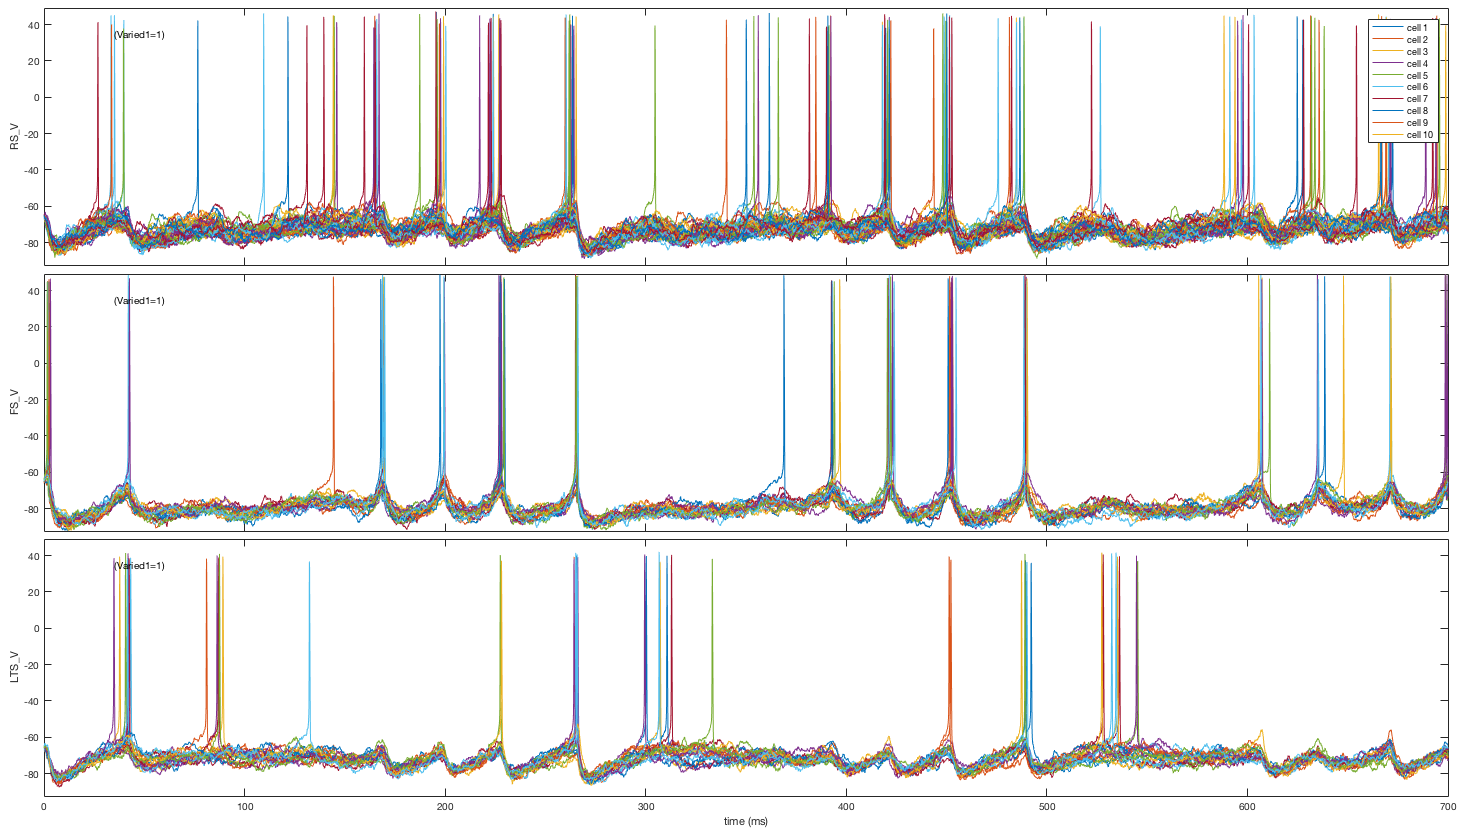 40
20
0
-20
-40
-60
-80
RS_V
(Varied1=1)
cell 1
cell 2
cell 3
cell 4
cell 5
cell 6
cell 7
cell 8
cell 9
cell 10
40
20
0
-20
-40
-60
-80
FS_V
(Varied1=1)
40
20
0
-20
-40
-60
-80
LTS_V
(Varied1=1)
0 100 200 300 400 500 600 700
time (ms)